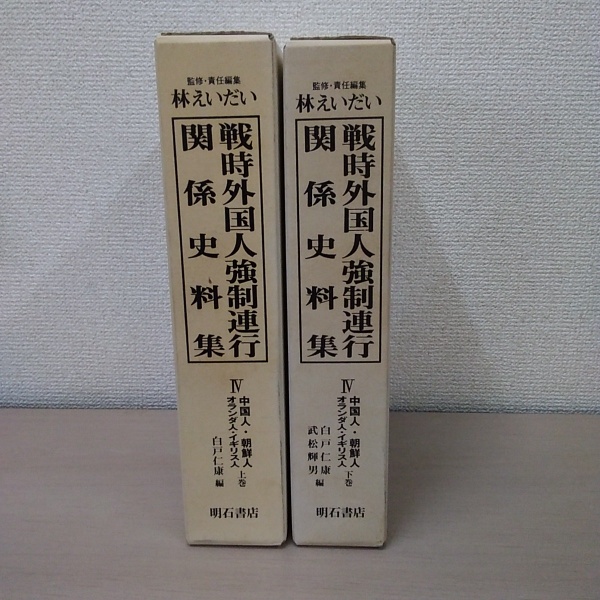 監修・責任編集
林えいだい
戦時外国人強制連行
関係史料集
Ⅳ
中国人・朝鮮人
オランダ人・イギリス人
上巻
白戸仁康 編
明石書店
監修・責任編集
林えいだい
戦時外国人強制連行
関係史料集
Ⅳ
中国人・朝鮮人
オランダ人・イギリス人
下巻
白戸仁康
武松輝男 編
明石書店